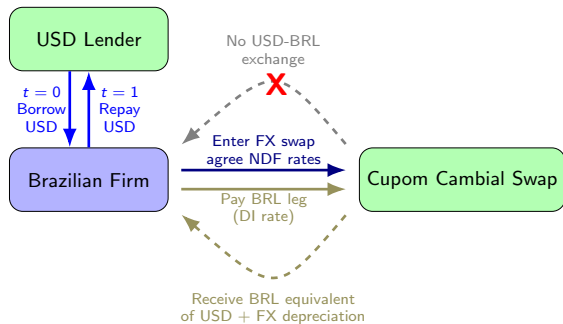 USD Lender
No USD-BRL
exchange
X
t = 0
Borrow
USD
t = 1
Repay
USD
Enter FX swap
agree NDF rates
Brazilian Firm
Cupom Cambial Swap
Pay BRL leg
(DI rate)
Receive BRL equivalent
of USD + FX depreciation